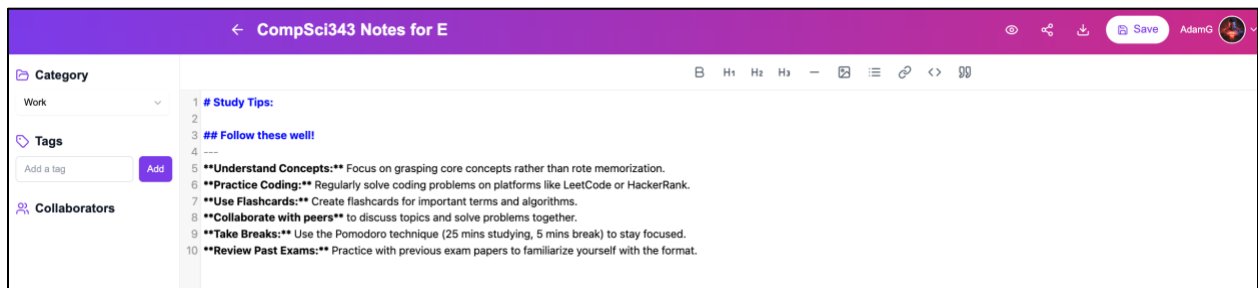 ← CompSci343 Notes for E
Save
AdamG
Category
Work
Tags
Add a tag
Add
Collaborators
B H1 H2 H3
1 # Study Tips:
2
3 ## Follow these well!
4 ---
5 **Understand Concepts:** Focus on grasping core concepts rather than rote memorization.
6 **Practice Coding:** Regularly solve coding problems on platforms like LeetCode or HackerRank.
7 **Use Flashcards:** Create flashcards for important terms and algorithms.
8 **Collaborate with peers** to discuss topics and solve problems together.
9 **Take Breaks:** Use the Pomodoro technique (25 mins studying, 5 mins break) to stay focused.
10 **Review Past Exams:** Practice with previous exam papers to familiarize yourself with the format.